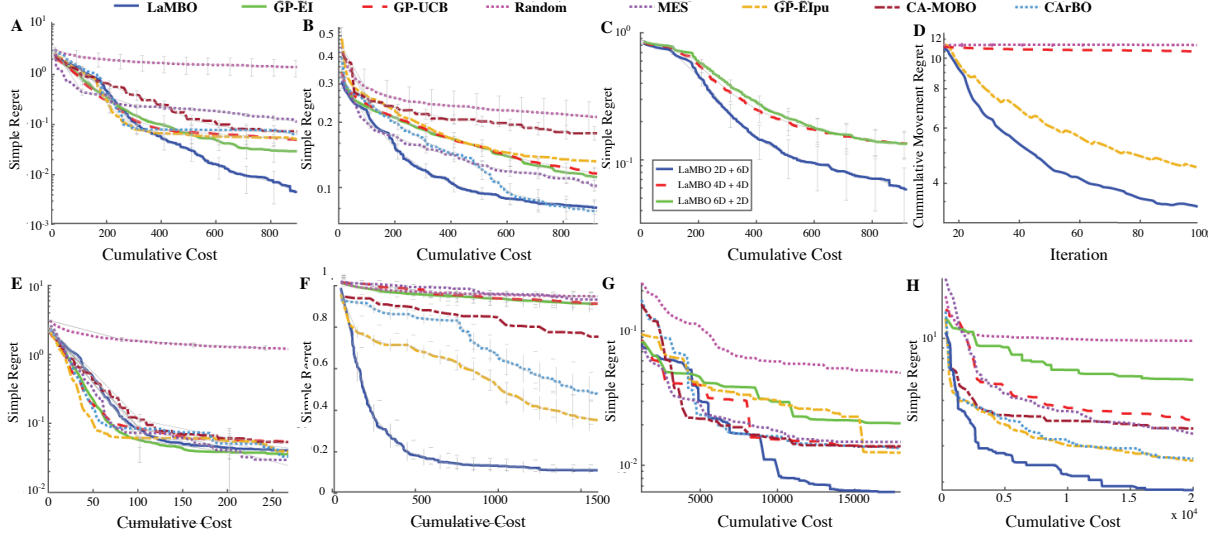 LaMBO GP-EI GP-UCB Random MES GP-EIpu CA-MOBO CArBO
A
10^1
10^0
10^-1
10^-2
10^-3
0 200 400 600 800
Simple Regret
Cumulative Cost
B
0.5
0.4
0.3
0.2
0.1
0 200 400 600 800
Simple Regret
Cumulative Cost
C
10^0
10^-1
0 200 400 600 800
Simple Regret
LaMBO 2D + 6D
LaMBO 4D + 4D
LaMBO 6D + 2D
Cumulative Cost
D
12
10
8
6
4
20 40 60 80 100
Cummulative Movement Regret
Iteration
E
10^1
10^0
10^-1
10^-2
0 50 100 150 200 250
Simple Regret
Cumulative Cost
F
1
0.8
0.6
0.4
0.2
0
0 500 1000 1500
Simple Regret
Cumulative Cost
G
10^-1
10^-2
5000 10000 15000
Simple Regret
Cumulative Cost
H
10^1
0 0.5 1 1.5 2
x 10^4
Simple Regret
Cumulative Cost